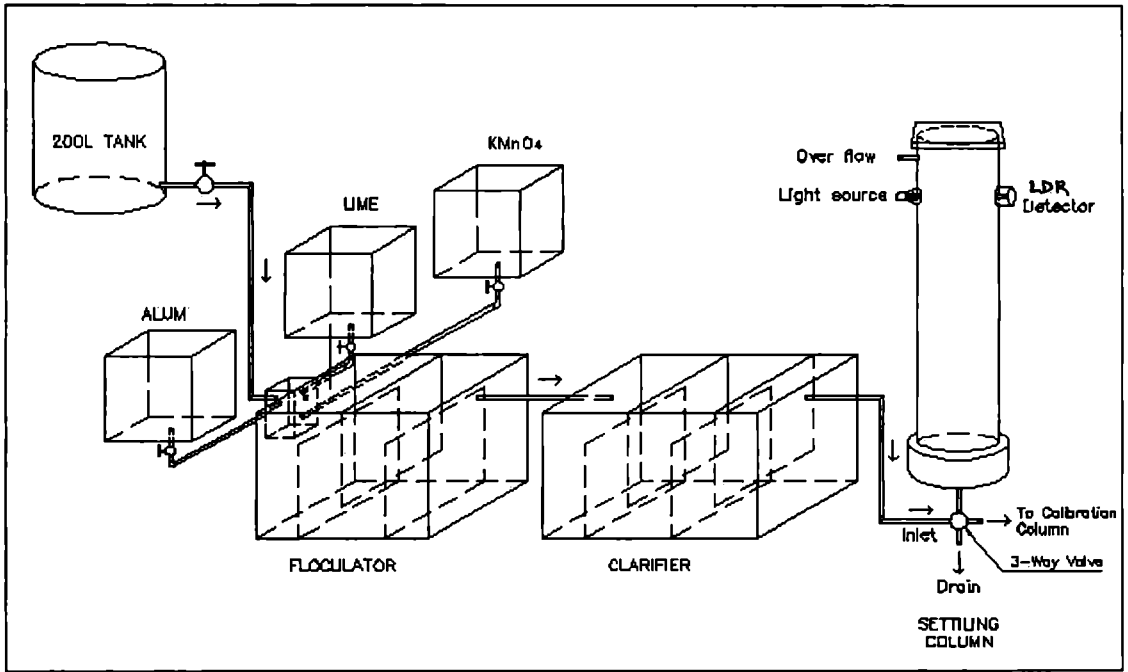 200L TANK
KMnO4
LIME
ALUM
Over flow
Light source
LDR
Detector
To Calibration
Column
Inlet
3-Way Valve
Drain
FLOCULATOR
CLARIFIER
SETTLING
COLUMN